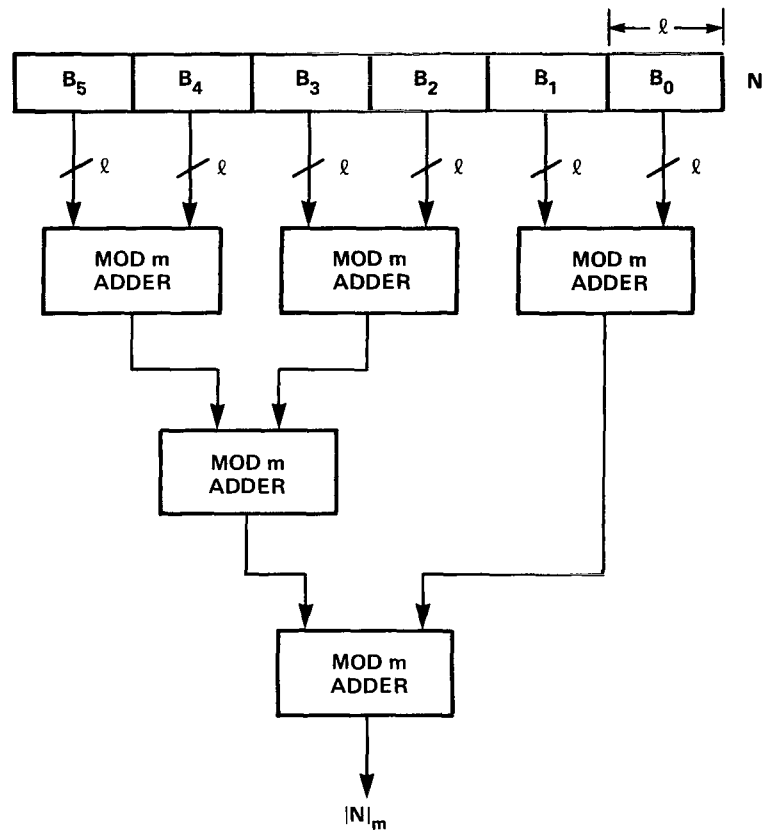 ℓ
B₅ B₄ B₃ B₂ B₁ B₀ N
ℓ ℓ ℓ ℓ ℓ ℓ
MOD m
ADDER
MOD m
ADDER
MOD m
ADDER
MOD m
ADDER
MOD m
ADDER
|N|ₘ